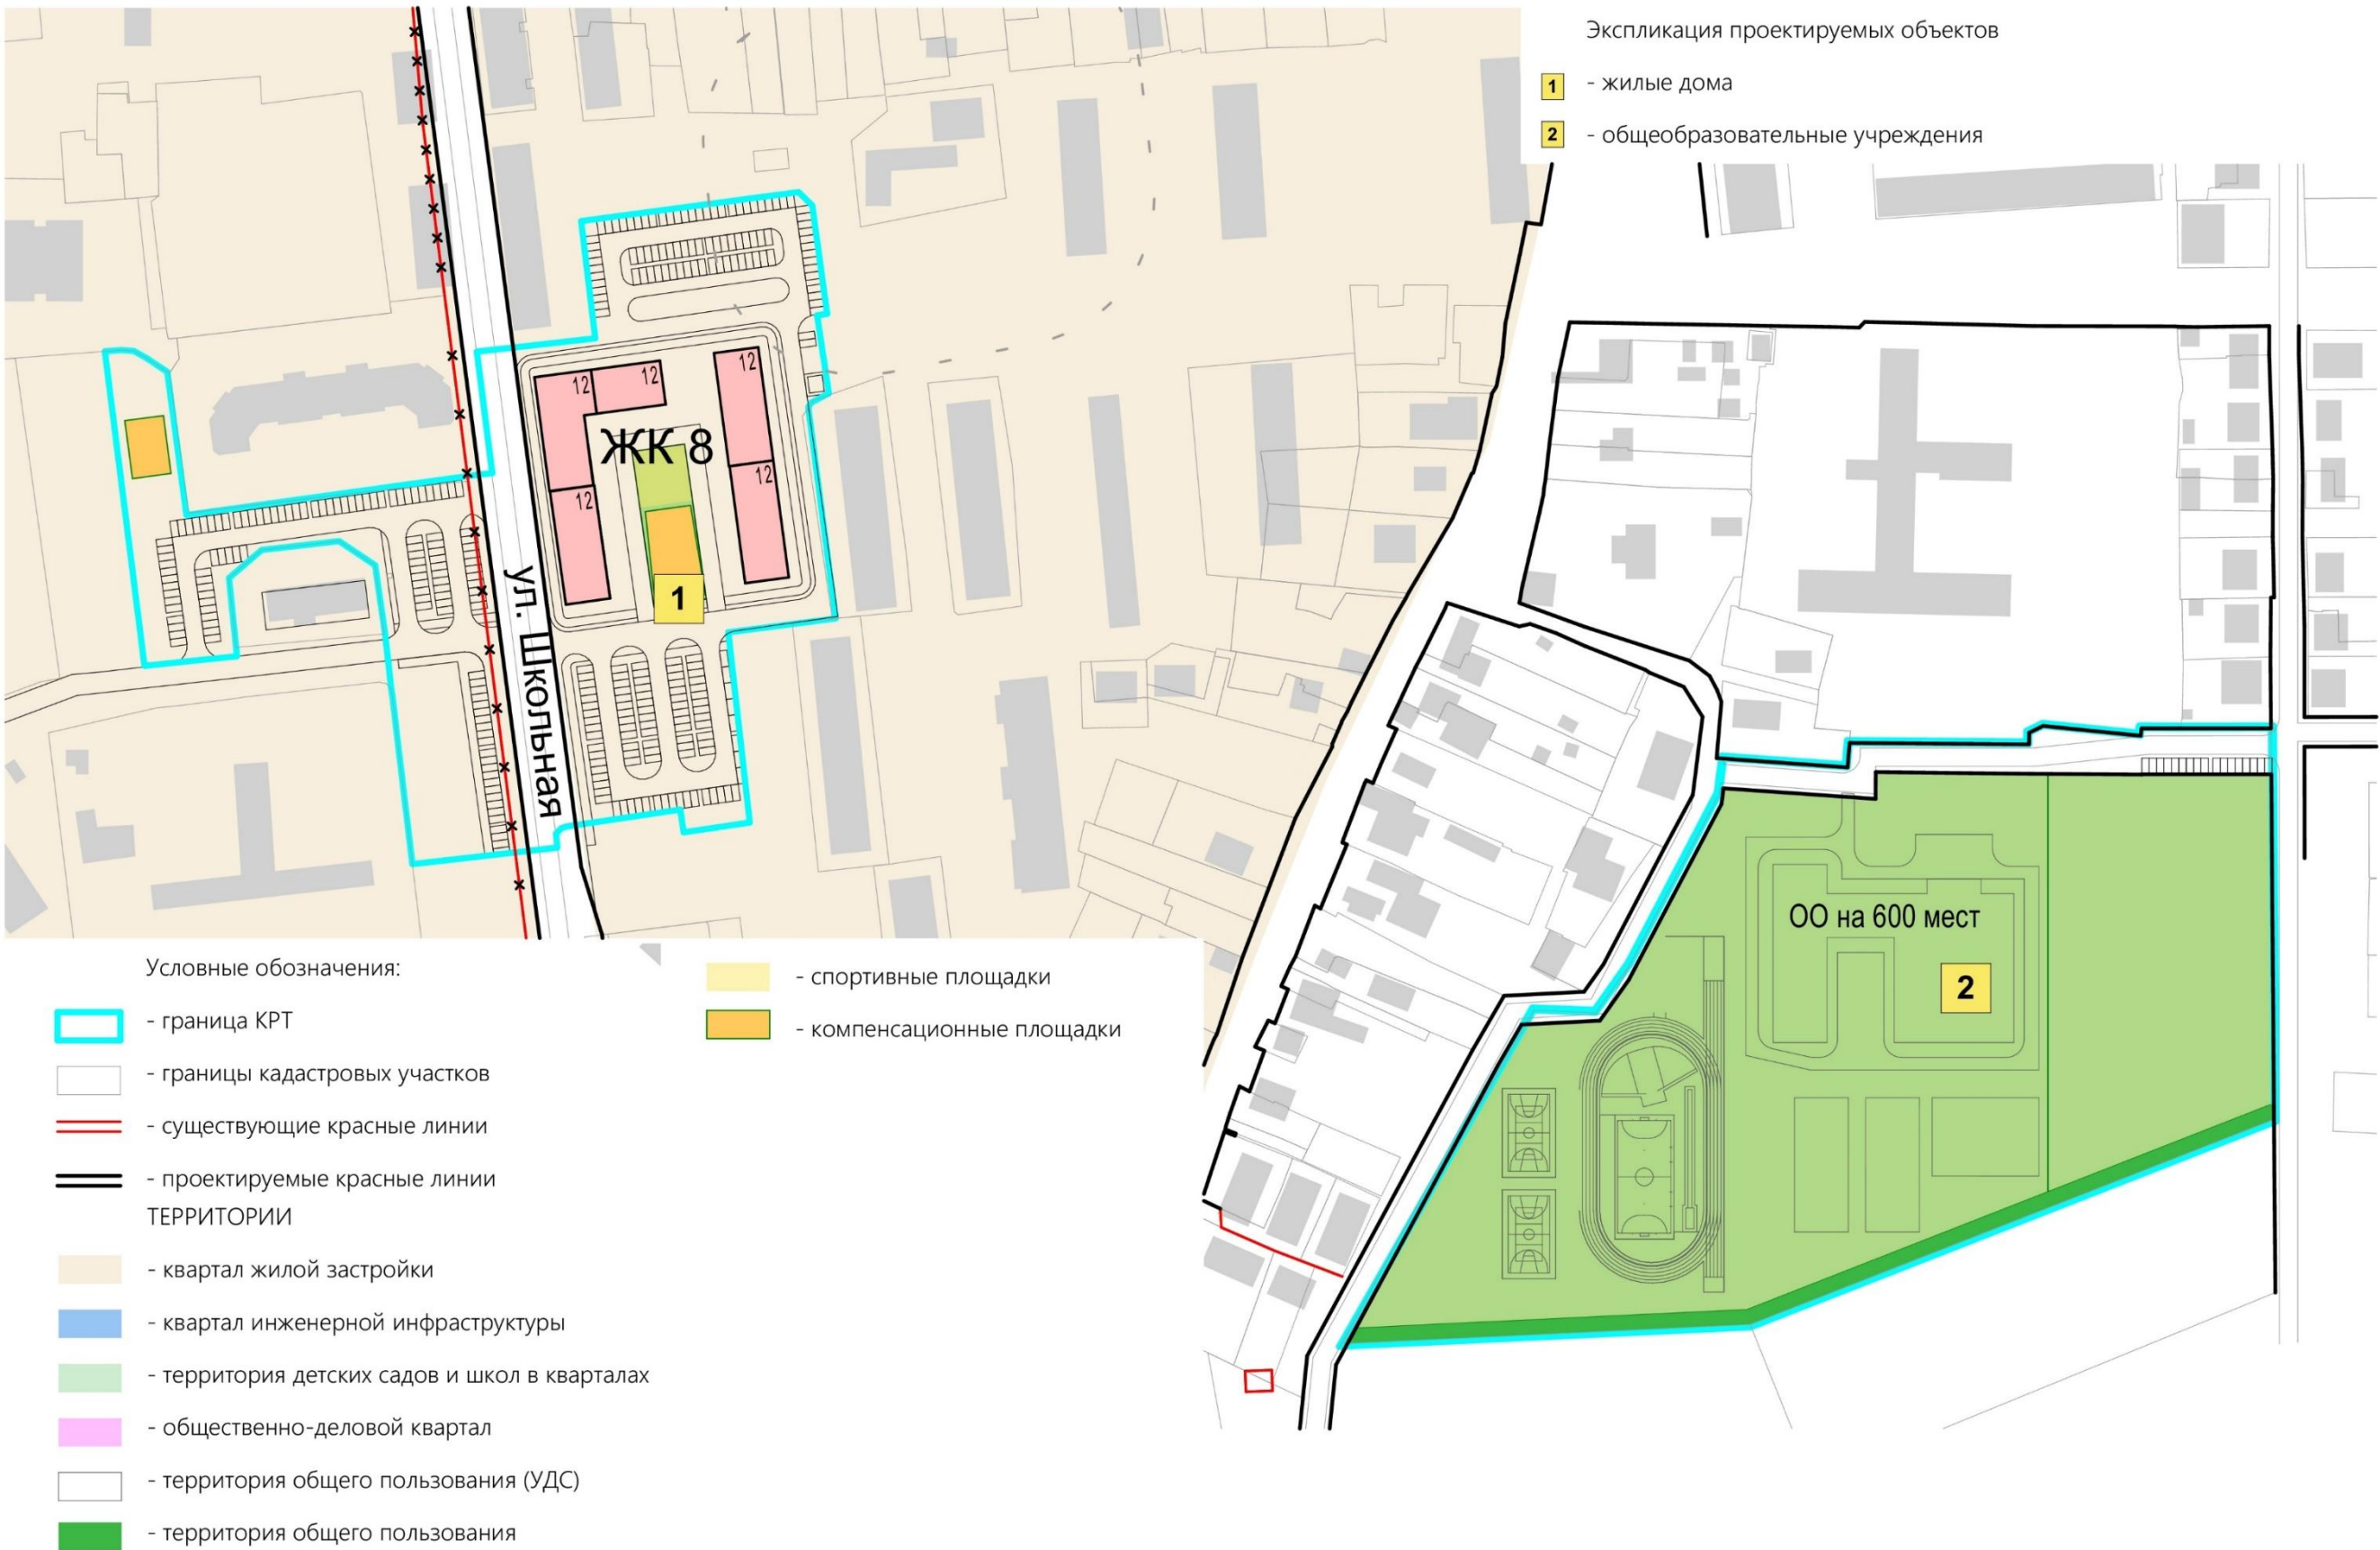 Экспликация проектируемых объектов
1 - жилые дома
2 - общеобразовательные учреждения
12
12
12
ЖК 8
12
12
1
ул. Школьная
ОО на 600 мест
2
Условные обозначения:
- граница КРТ
- границы кадастровых участков
- существующие красные линии
- проектируемые красные линии
ТЕРРИТОРИИ
- квартал жилой застройки
- квартал инженерной инфраструктуры
- территория детских садов и школ в кварталах
- общественно-деловой квартал
- территория общего пользования (УДС)
- территория общего пользования
- спортивные площадки
- компенсационные площадки